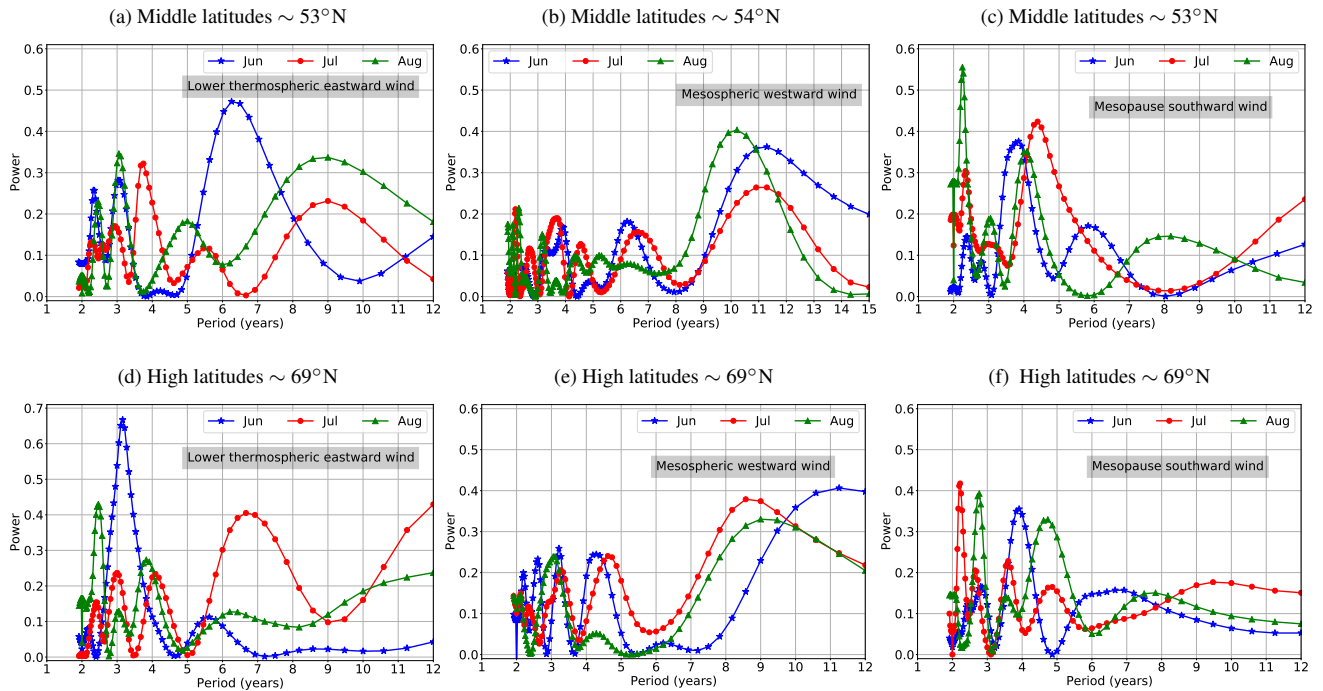 (a) Middle latitudes ∼ 53°N
(b) Middle latitudes ∼ 54°N
(c) Middle latitudes ∼ 53°N
Jun Jul Aug
Lower thermospheric eastward wind
Power
0.6
0.5
0.4
0.3
0.2
0.1
0.0
1 2 3 4 5 6 7 8 9 10 11 12
Period (years)
Jun Jul Aug
Mesospheric westward wind
Power
0.6
0.5
0.4
0.3
0.2
0.1
0.0
1 2 3 4 5 6 7 8 9 10 11 12 13 14 15
Period (years)
Jun Jul Aug
Mesopause southward wind
Power
0.6
0.5
0.4
0.3
0.2
0.1
0.0
1 2 3 4 5 6 7 8 9 10 11 12
Period (years)
(d) High latitudes ∼ 69°N
(e) High latitudes ∼ 69°N
(f) High latitudes ∼ 69°N
Jun Jul Aug
Lower thermospheric eastward wind
Power
0.7
0.6
0.5
0.4
0.3
0.2
0.1
0.0
1 2 3 4 5 6 7 8 9 10 11 12
Period (years)
Jun Jul Aug
Mesospheric westward wind
Power
0.6
0.5
0.4
0.3
0.2
0.1
0.0
1 2 3 4 5 6 7 8 9 10 11 12
Period (years)
Jun Jul Aug
Mesopause southward wind
Power
0.6
0.5
0.4
0.3
0.2
0.1
0.0
1 2 3 4 5 6 7 8 9 10 11 12
Period (years)